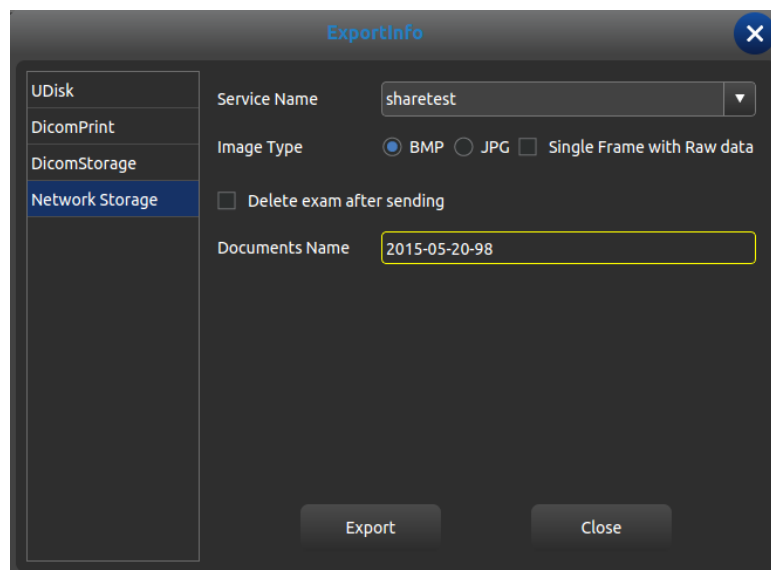 ExportInfo
UDisk
DicomPrint
DicomStorage
Network Storage
Service Name sharetest
Image Type BMP JPG Single Frame with Raw data
Delete exam after sending
Documents Name 2015-05-20-98
Export Close